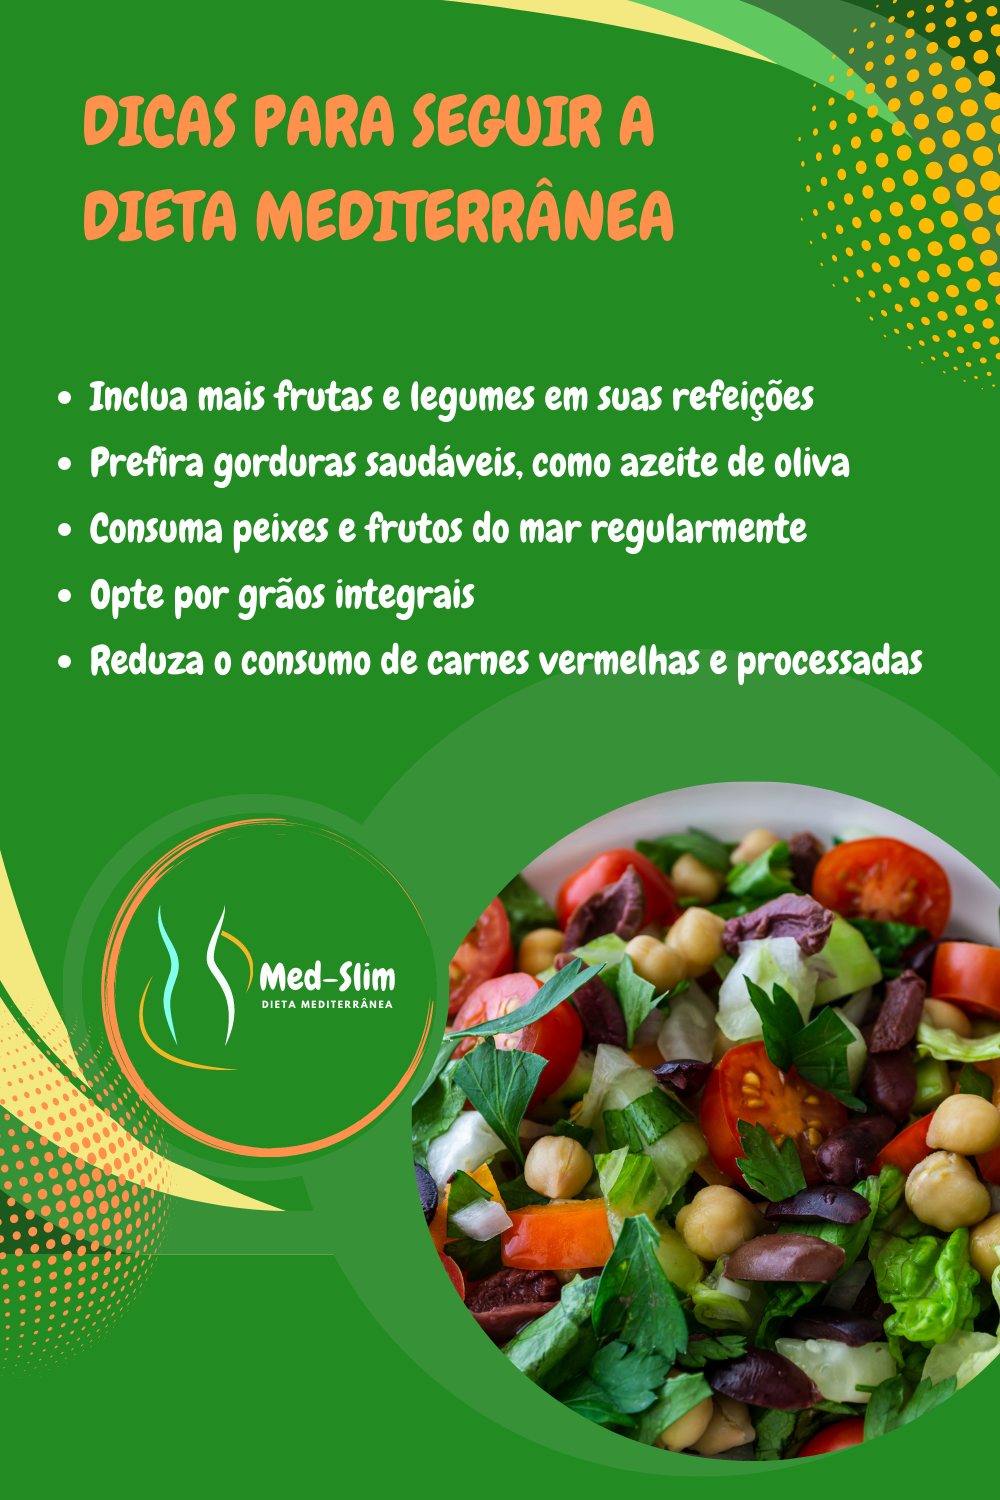 DICAS PARA SEGUIR A
DIETA MEDITERRÂNEA
• Inclua mais frutas e legumes em suas refeições
• Prefira gorduras saudáveis, como azeite de oliva
• Consuma peixes e frutos do mar regularmente
• Opte por grãos integrais
• Reduza o consumo de carnes vermelhas e processadas
Med-Slim
DIETA MEDITERRÂNEA